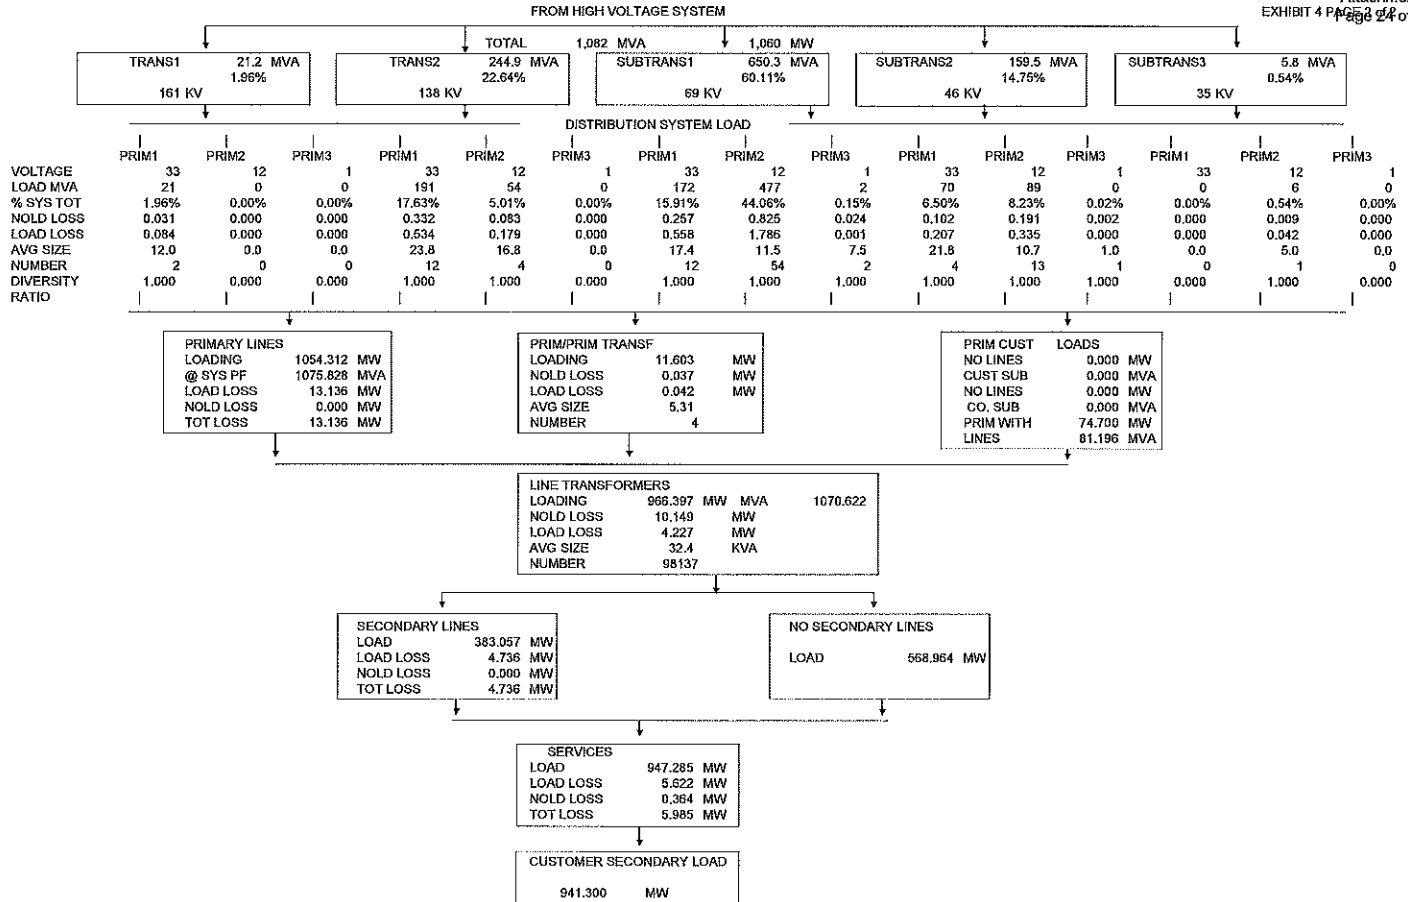 FROM HIGH VOLTAGE SYSTEM
EXHIBIT 4 PAGE 2 of 2
Page 24 of
TOTAL 1,082 MVA 1,060 MW
TRANS1 21.2 MVA TRANS2 244.9 MVA SUBTRANS1 650.3 MVA SUBTRANS2 159.5 MVA SUBTRANS3 5.8 MVA
1.96% 22.64% 60.11% 14.75% 0.54%
161 KV 138 KV 69 KV 46 KV 35 KV
DISTRIBUTION SYSTEM LOAD
PRIM1 PRIM2 PRIM3 PRIM1 PRIM2 PRIM3 PRIM1 PRIM2 PRIM3 PRIM1 PRIM2 PRIM3 PRIM1 PRIM2 PRIM3
VOLTAGE 33 12 1 33 12 1 33 12 1 33 12 1 33 12 1
LOAD MVA 21 0 0 191 54 0 172 477 2 70 89 0 0 6 0
% SYS TOT 1.96% 0.00% 0.00% 17.63% 5.01% 0.00% 15.91% 44.06% 0.15% 6.50% 8.23% 0.02% 0.00% 0.54% 0.00%
NOLD LOSS 0.031 0.000 0.000 0.332 0.083 0.000 0.257 0.825 0.024 0.102 0.191 0.002 0.000 0.009 0.000
LOAD LOSS 0.084 0.000 0.000 0.534 0.179 0.000 0.558 1.786 0.001 0.207 0.335 0.000 0.000 0.042 0.000
AVG SIZE 12.0 0.0 0.0 23.8 16.8 0.0 17.4 11.5 7.5 21.8 10.7 1.0 0.0 5.0 0.0
NUMBER 2 0 0 12 4 0 12 54 2 4 13 1 0 1 0
DIVERSITY 1.000 0.000 0.000 1.000 1.000 0.000 1.000 1.000 1.000 1.000 1.000 1.000 0.000 1.000 0.000
RATIO
PRIMARY LINES
LOADING 1054.312 MW
@ SYS PF 1075.828 MVA
LOAD LOSS 13.136 MW
NOLD LOSS 0.000 MW
TOT LOSS 13.136 MW
PRIM/PRIM TRANSF
LOADING 11.603 MW
NOLD LOSS 0.037 MW
LOAD LOSS 0.042 MW
AVG SIZE 5.31
NUMBER 4
PRIM CUST LOADS
NO LINES 0.000 MW
CUST SUB 0.000 MVA
NO LINES 0.000 MW
CO. SUB 0.000 MVA
PRIM WITH 74.700 MW
LINES 81.196 MVA
LINE TRANSFORMERS
LOADING 966.397 MW MVA 1070.622
NOLD LOSS 10.149 MW
LOAD LOSS 4.227 MW
AVG SIZE 32.4 KVA
NUMBER 98137
SECONDARY LINES
LOAD 383.057 MW
LOAD LOSS 4.736 MW
NOLD LOSS 0.000 MW
TOT LOSS 4.736 MW
NO SECONDARY LINES
LOAD 568.964 MW
SERVICES
LOAD 947.285 MW
LOAD LOSS 5.622 MW
NOLD LOSS 0.364 MW
TOT LOSS 5.985 MW
CUSTOMER SECONDARY LOAD
941.300 MW